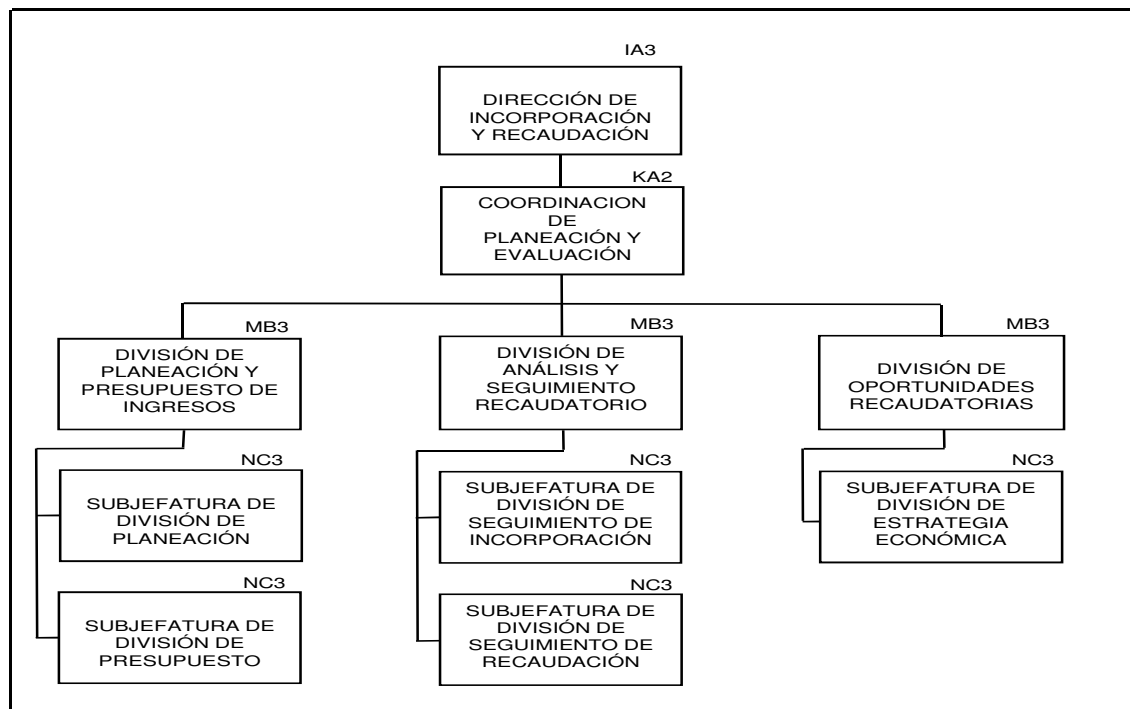 IA3
DIRECCIÓN DE
INCORPORACIÓN
Y RECAUDACIÓN
KA2
COORDINACION
DE
PLANEACIÓN Y
EVALUACIÓN
MB3
DIVISIÓN DE
PLANEACIÓN Y
PRESUPUESTO DE
INGRESOS
MB3
DIVISIÓN DE
ANÁLISIS Y
SEGUIMIENTO
RECAUDATORIO
MB3
DIVISIÓN DE
OPORTUNIDADES
RECAUDATORIAS
NC3
SUBJEFATURA DE
DIVISIÓN DE
PLANEACIÓN
NC3
SUBJEFATURA DE
DIVISIÓN DE
SEGUIMIENTO DE
INCORPORACIÓN
NC3
SUBJEFATURA DE
DIVISIÓN DE
ESTRATEGIA
ECONÓMICA
NC3
SUBJEFATURA DE
DIVISIÓN DE
PRESUPUESTO
NC3
SUBJEFATURA DE
DIVISIÓN DE
SEGUIMIENTO DE
RECAUDACIÓN